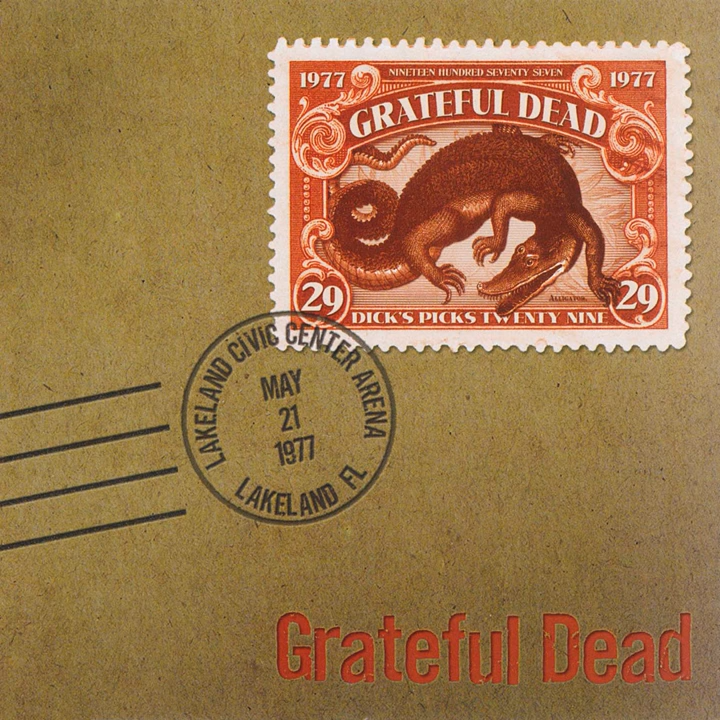 1977 NINETEEN HUNDRED SEVENTY SEVEN 1977
GRATEFUL DEAD
ALLIGATOR.
29 DICK'S PICKS TWENTY NINE 29
LAKELAND CIVIC CENTER ARENA
MAY
21
1977
LAKELAND FL
Grateful Dead